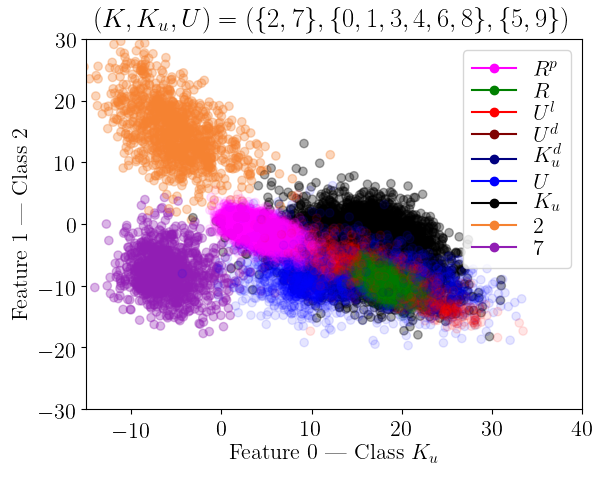 (K, K_u, U) = ({2, 7}, {0, 1, 3, 4, 6, 8}, {5, 9})
30
20
10
0
−10
−20
−30
Feature 1 — Class 2
R^p
R
U^l
U^d
K_u^d
U
K_u
2
7
−10
0
10
20
30
40
Feature 0 — Class K_u